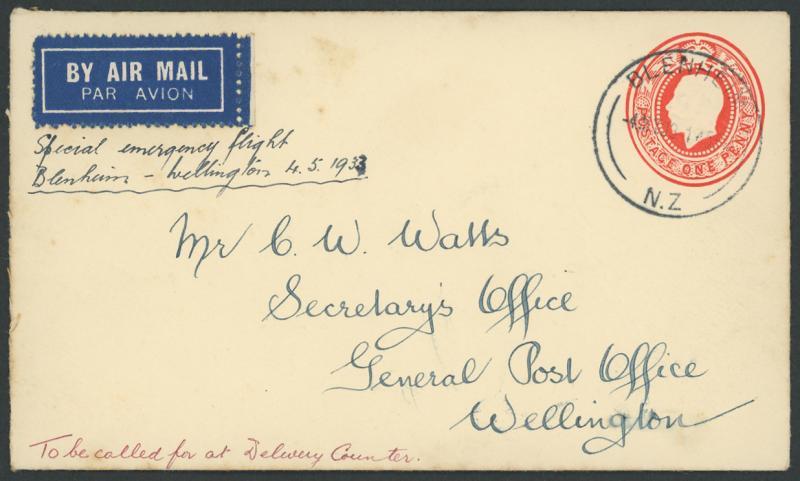 BY AIR MAIL
PAR AVION
Special emergency flight
Blenheim - Wellington 4.5.1933
BLENHEIM
N.Z
POSTAGE ONE PENNY
Mr C. W. Watts
Secretary's Office
General Post Office
Wellington
To be called for at Delivery Counter.